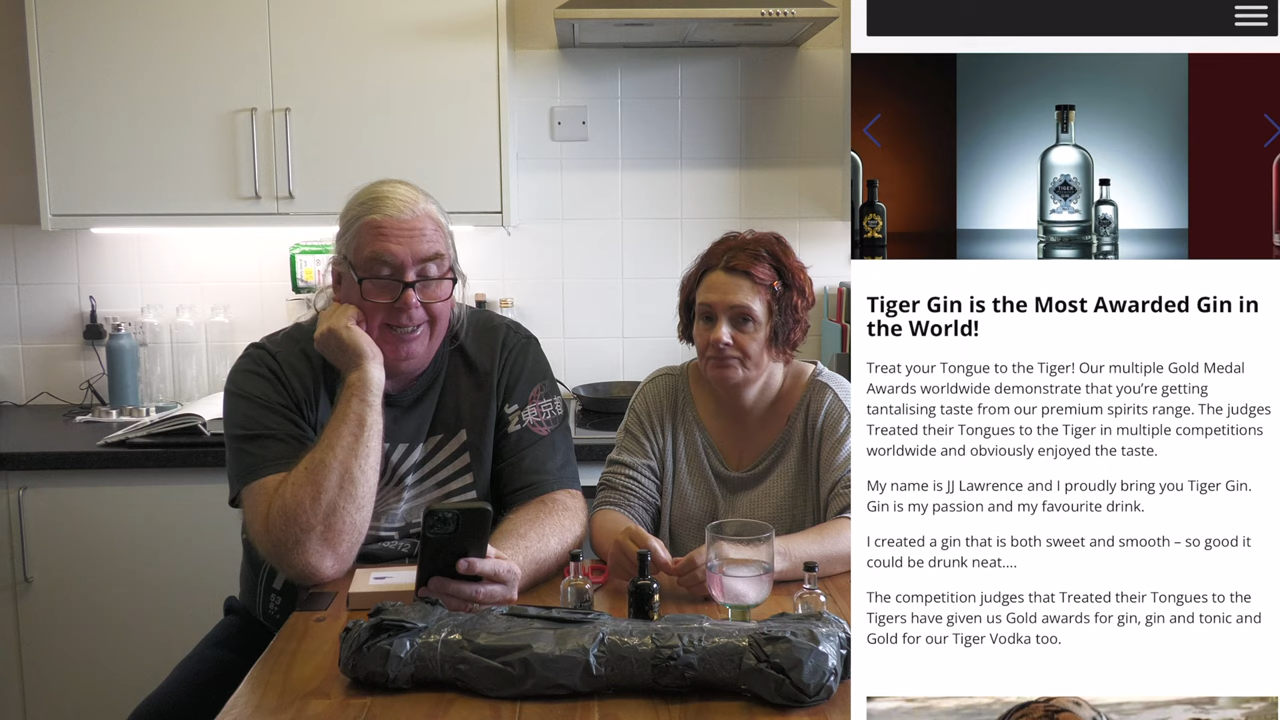 TIGER
Tiger Gin is the Most Awarded Gin in
the World!
Treat your Tongue to the Tiger! Our multiple Gold Medal
Awards worldwide demonstrate that you’re getting
tantalising taste from our premium spirits range. The judges
Treated their Tongues to the Tiger in multiple competitions
worldwide and obviously enjoyed the taste.
My name is JJ Lawrence and I proudly bring you Tiger Gin.
Gin is my passion and my favourite drink.
I created a gin that is both sweet and smooth – so good it
could be drunk neat....
The competition judges that Treated their Tongues to the
Tigers have given us Gold awards for gin, gin and tonic and
Gold for our Tiger Vodka too.
東京都